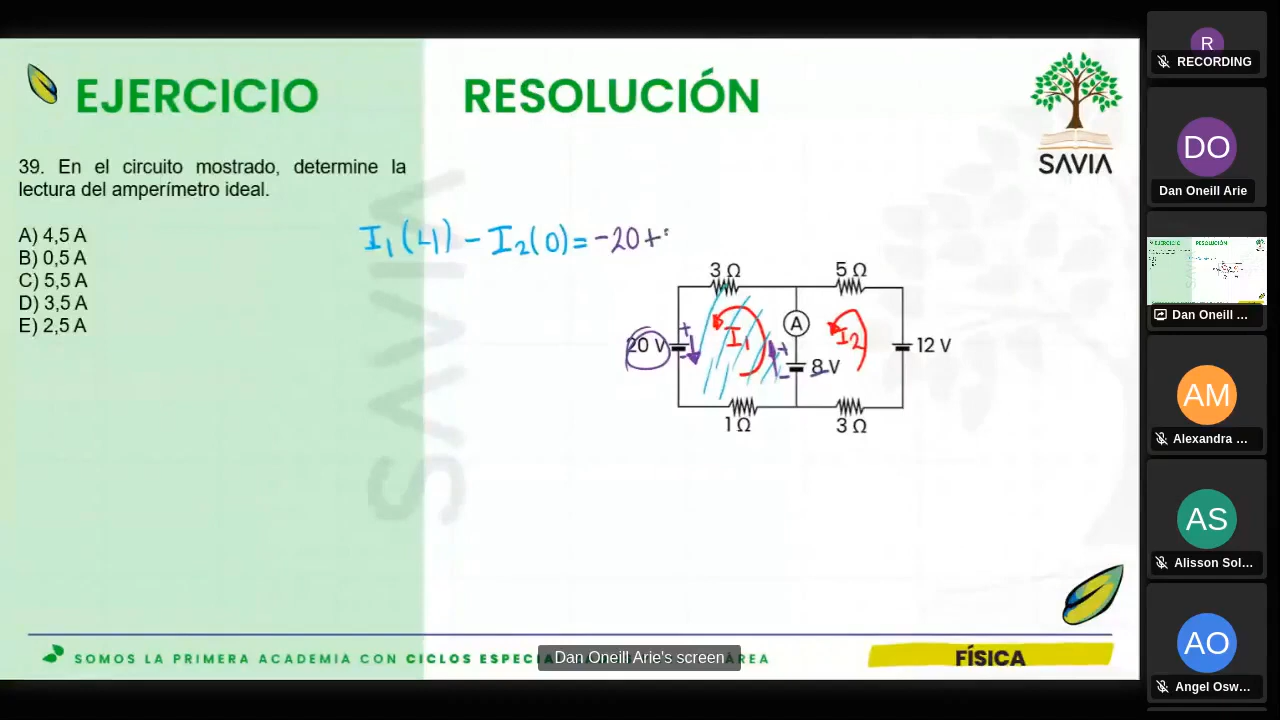 EJERCICIO
RESOLUCIÓN
SAVIA
39. En el circuito mostrado, determine la
lectura del amperímetro ideal.
A) 4,5 A
B) 0,5 A
C) 5,5 A
D) 3,5 A
E) 2,5 A
I₁(4) - I₂(0) = -20+
3 Ω
5 Ω
20 V
+
I₁
A
+
-
8 V
I₂
12 V
1 Ω
3 Ω
SAVIA
SOMOS LA PRIMERA ACADEMIA CON CICLOS ESPECIA
ÁREA
FÍSICA
Dan Oneill Arie's screen
R
RECORDING
DO
Dan Oneill Arie
Dan Oneill ...
AM
Alexandra ...
AS
Alisson Sol...
AO
Angel Osw...